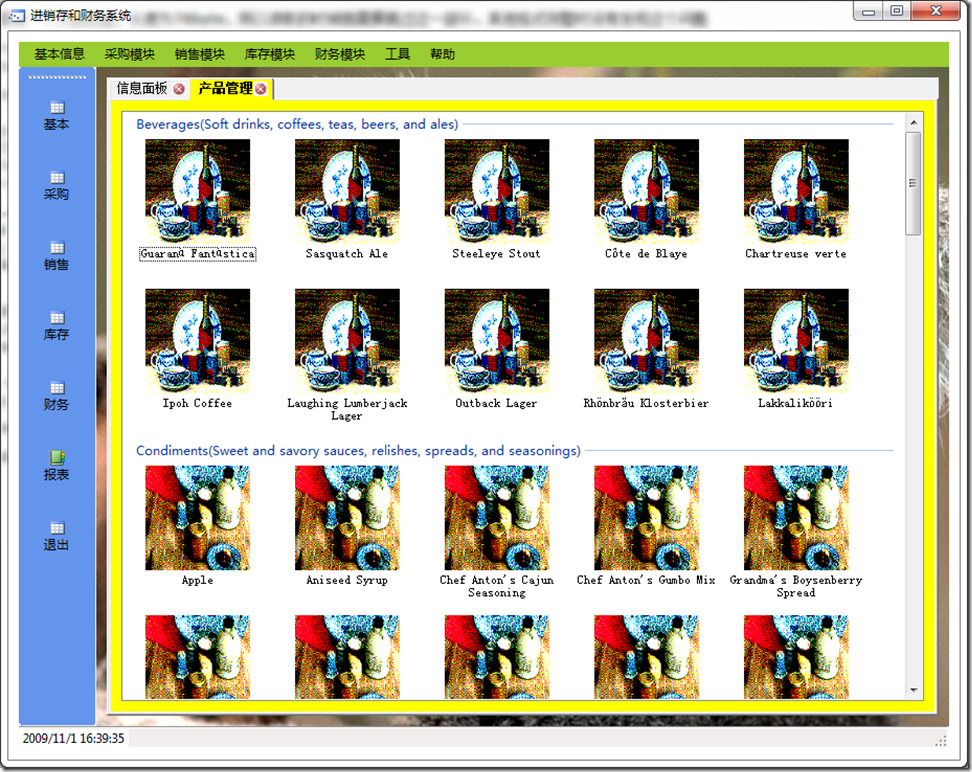 进销存和财务系统
基本信息 采购模块 销售模块 库存模块 财务模块 工具 帮助
信息面板 产品管理
基本
采购
销售
库存
财务
报表
退出
Beverages(Soft drinks, coffees, teas, beers, and ales)
Guaraná Fantástica Sasquatch Ale Steeleye Stout Côte de Blaye Chartreuse verte
Ipoh Coffee Laughing Lumberjack Outback Lager Rhönbräu Klosterbier Lakkalikööri
Lager
Condiments(Sweet and savory sauces, relishes, spreads, and seasonings)
Apple Aniseed Syrup Chef Anton's Cajun Chef Anton's Gumbo Mix Grandma's Boysenberry
Seasoning Spread
2009/11/1 16:39:35